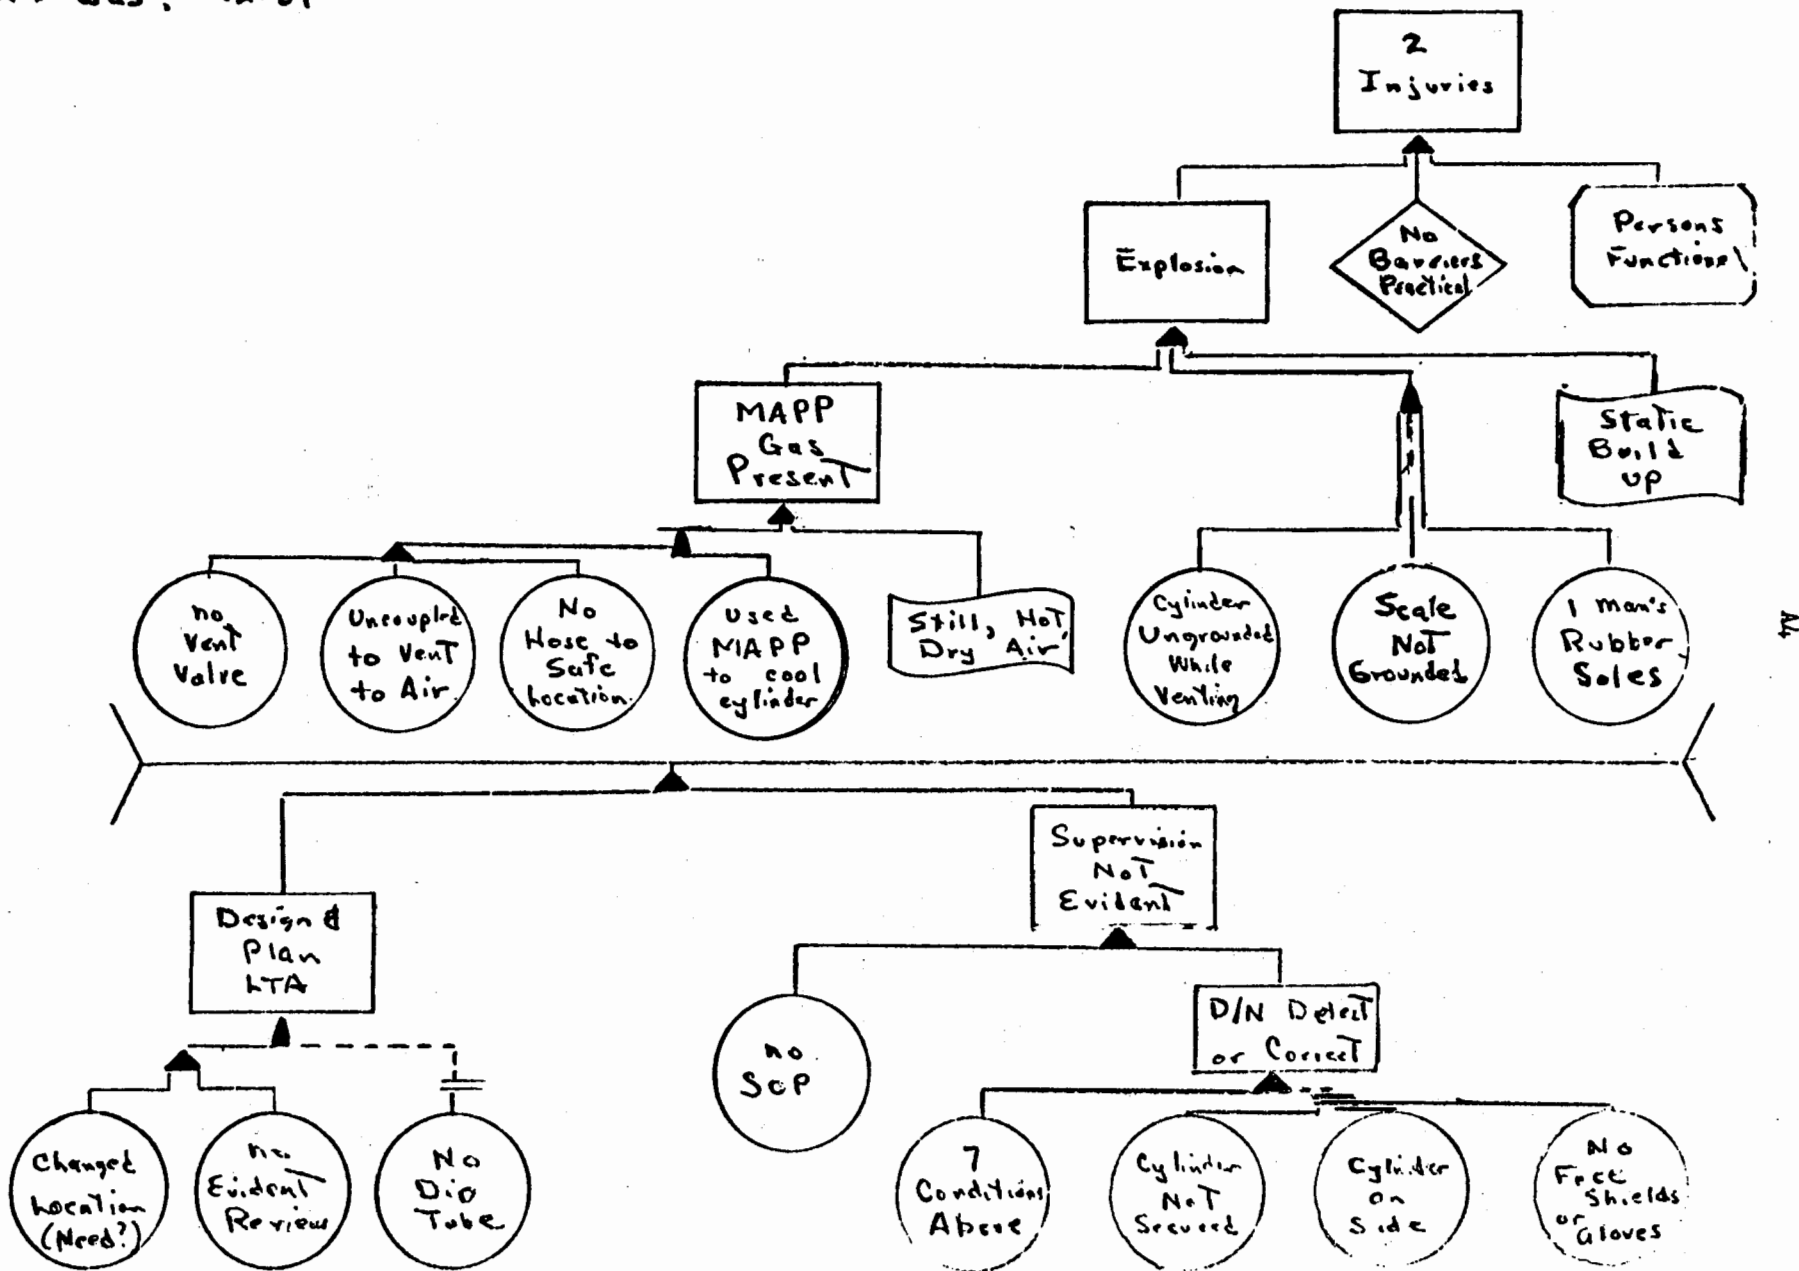 2
Injuries
Explosion
No
Barriers
Practical
Persons
Functional
MAPP
Gas
Present
Static
Build
up
no
Vent
Valve
Uncoupled
to Vent
to Air
No
Hose to
Safe
Location
Used
MAPP
to cool
cylinder
Still, Hot,
Dry Air
Cylinder
Ungrounded
While
Venting
Scale
Not
Grounded
1 man's
Rubber
Soles
A4
Design &
Plan
LTA
Supervision
Not
Evident
no
SOP
D/N Detect
or Correct
Changed
Location
(Need?)
no
Evident
Review
No
Dip
Tube
7
Conditions
Above
Cylinder
Not
Secured
Cylinder
on
Side
No
Face
Shields
or
Gloves